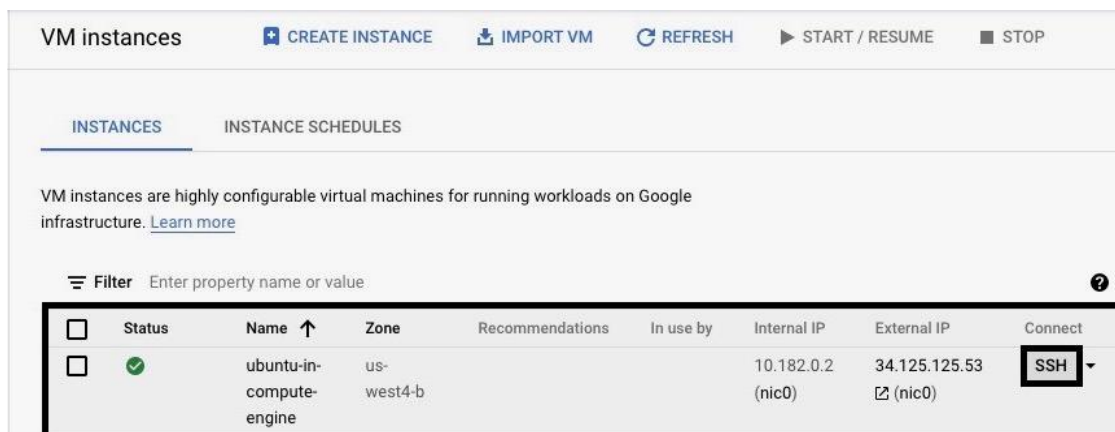 VM instances CREATE INSTANCE IMPORT VM REFRESH START / RESUME STOP
INSTANCES INSTANCE SCHEDULES
VM instances are highly configurable virtual machines for running workloads on Google
infrastructure. Learn more
Filter Enter property name or value
Status Name Zone Recommendations In use by Internal IP External IP Connect
ubuntu-in- us- 10.182.0.2 34.125.125.53 SSH
compute- west4-b (nic0) (nic0)
engine